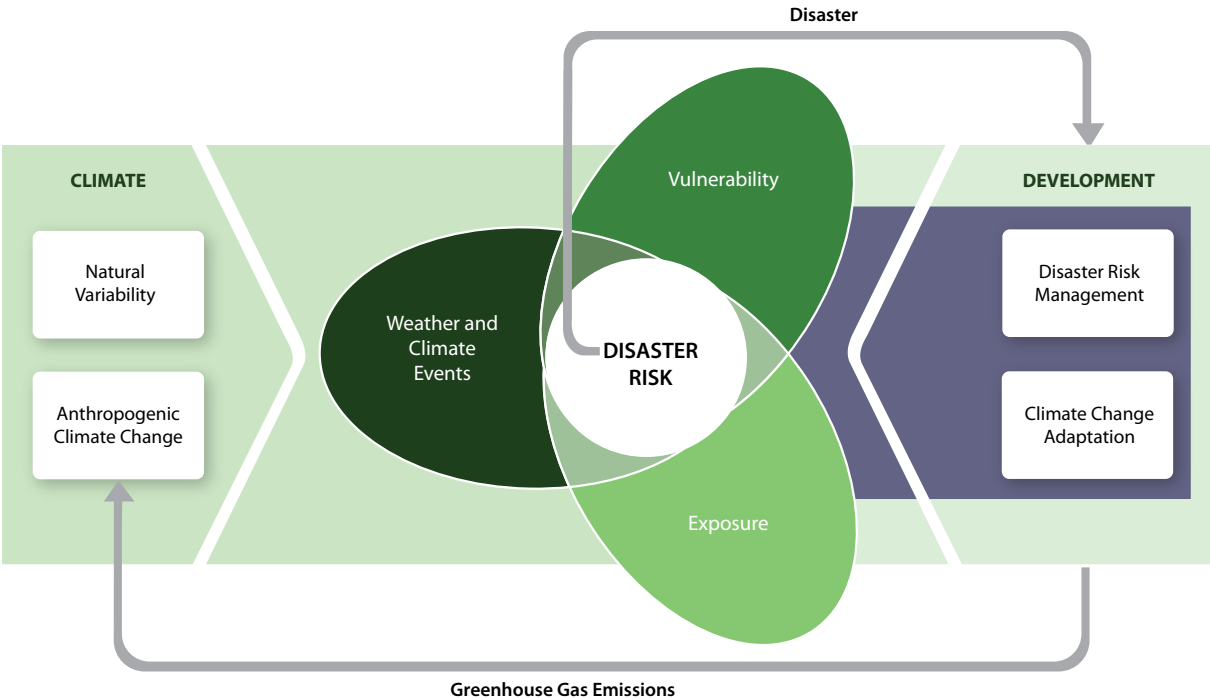 Disaster
CLIMATE
Natural
Variability
Anthropogenic
Climate Change
Weather and
Climate
Events
Vulnerability
DISASTER
RISK
Exposure
DEVELOPMENT
Disaster Risk
Management
Climate Change
Adaptation
Greenhouse Gas Emissions